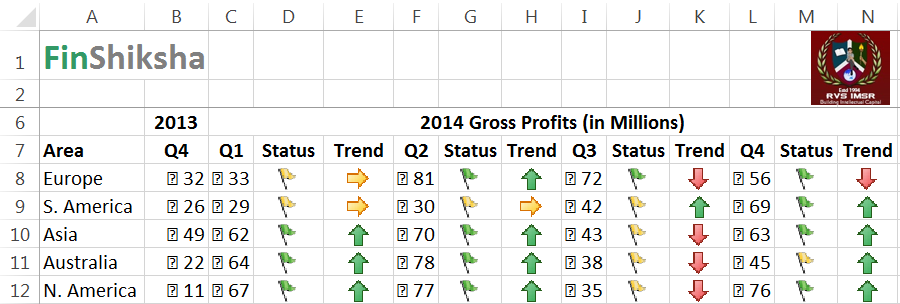 A B C D E F G H I J K L M N
1 FinShiksha
Estd 1994
RVS IMSR
Building Intellectual Capital
2
6 2013 2014 Gross Profits (in Millions)
7 Area Q4 Q1 Status Trend Q2 Status Trend Q3 Status Trend Q4 Status Trend
8 Europe 32 33 81 72 56
9 S. America 26 29 30 42 69
10 Asia 49 62 70 43 63
11 Australia 22 64 78 38 45
12 N. America 11 67 77 35 76